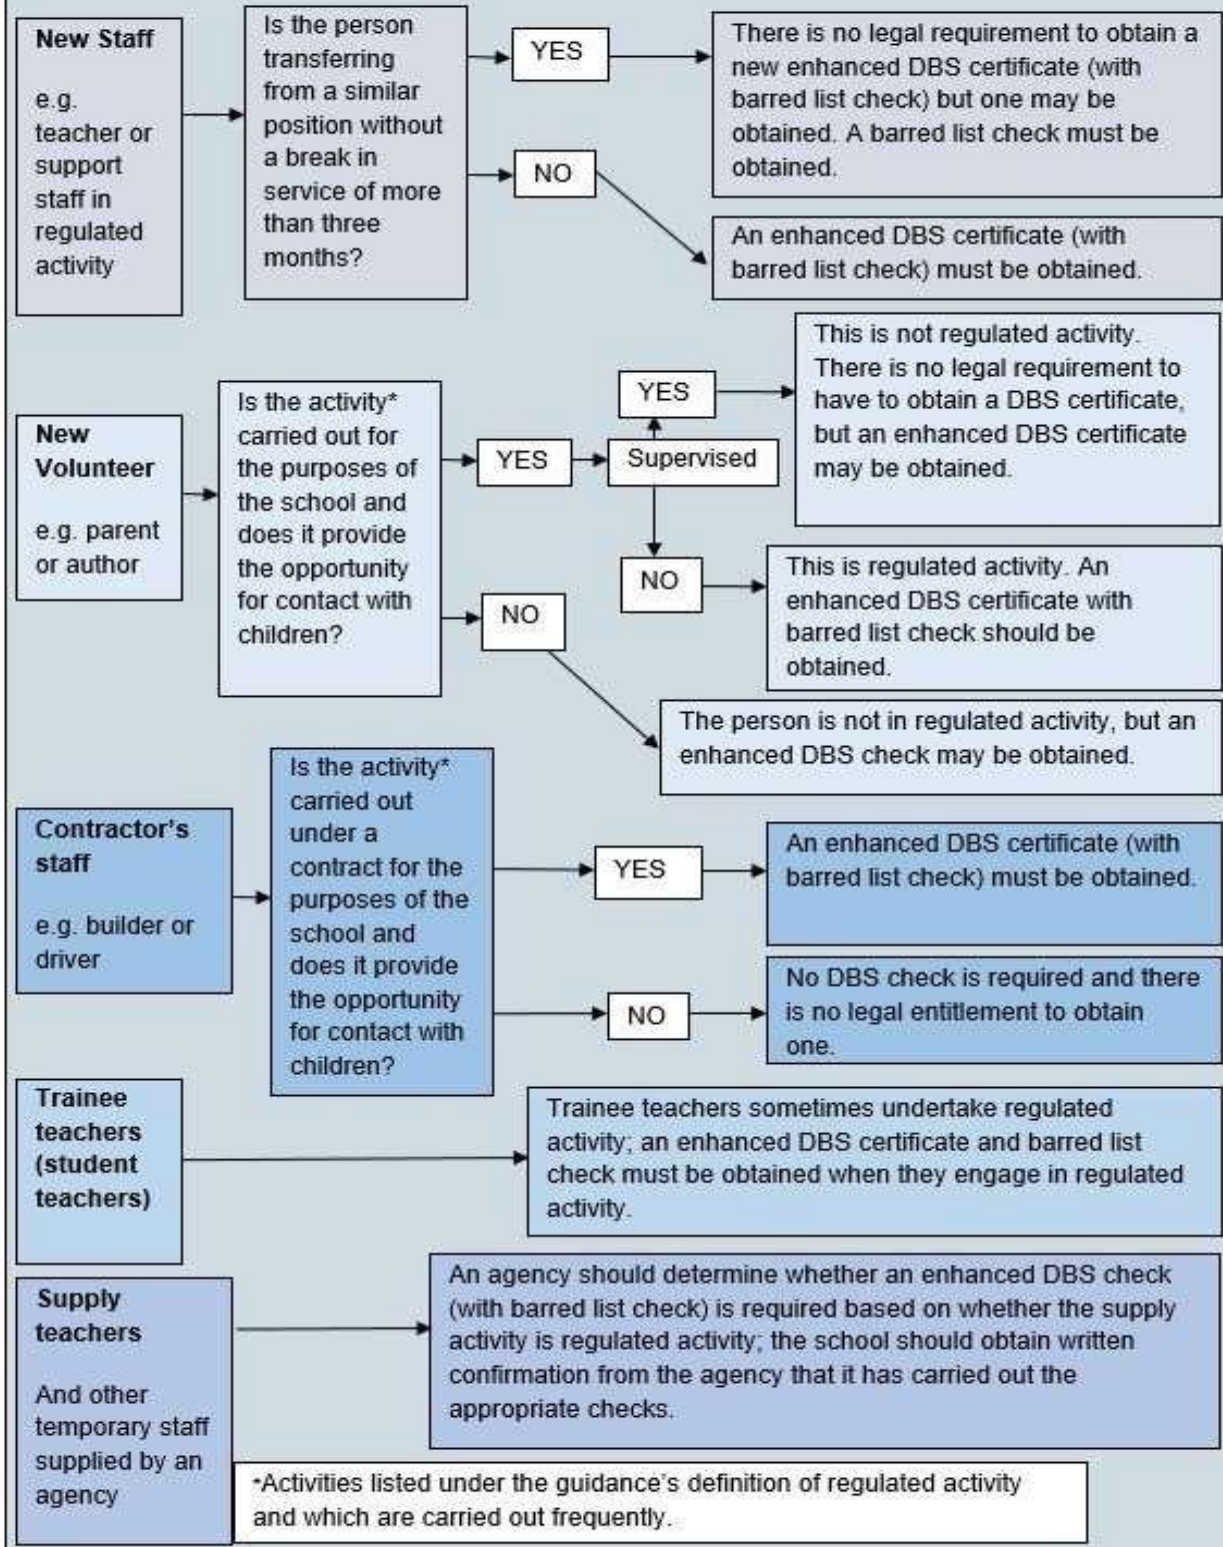 New Staff
e.g.
teacher or
support
staff in
regulated
activity
Is the person
transferring
from a similar
position without
a break in
service of more
than three
months?
YES
There is no legal requirement to obtain a
new enhanced DBS certificate (with
barred list check) but one may be
obtained. A barred list check must be
obtained.
NO
An enhanced DBS certificate (with
barred list check) must be obtained.
New
Volunteer
e.g. parent
or author
Is the activity*
carried out for
the purposes of
the school and
does it provide
the opportunity
for contact with
children?
YES
Supervised
YES
This is not regulated activity.
There is no legal requirement to
have to obtain a DBS certificate,
but an enhanced DBS certificate
may be obtained.
NO
This is regulated activity. An
enhanced DBS certificate with
barred list check should be
obtained.
NO
The person is not in regulated activity, but an
enhanced DBS check may be obtained.
Contractor's
staff
e.g. builder or
driver
Is the activity*
carried out
under a
contract for the
purposes of the
school and
does it provide
the opportunity
for contact with
children?
YES
An enhanced DBS certificate (with
barred list check) must be obtained.
NO
No DBS check is required and there
is no legal entitlement to obtain
one.
Trainee
teachers
(student
teachers)
Trainee teachers sometimes undertake regulated
activity; an enhanced DBS certificate and barred list
check must be obtained when they engage in regulated
activity.
Supply
teachers
And other
temporary staff
supplied by an
agency
An agency should determine whether an enhanced DBS check
(with barred list check) is required based on whether the supply
activity is regulated activity; the school should obtain written
confirmation from the agency that it has carried out the
appropriate checks.
*Activities listed under the guidance's definition of regulated activity
and which are carried out frequently.